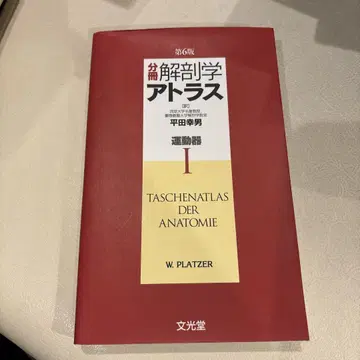 第6版
分冊 解剖学
アトラス
[訳]
平田幸男
運動器
I
TASCHENATLAS
DER
ANATOMIE
W. PLATZER
文光堂